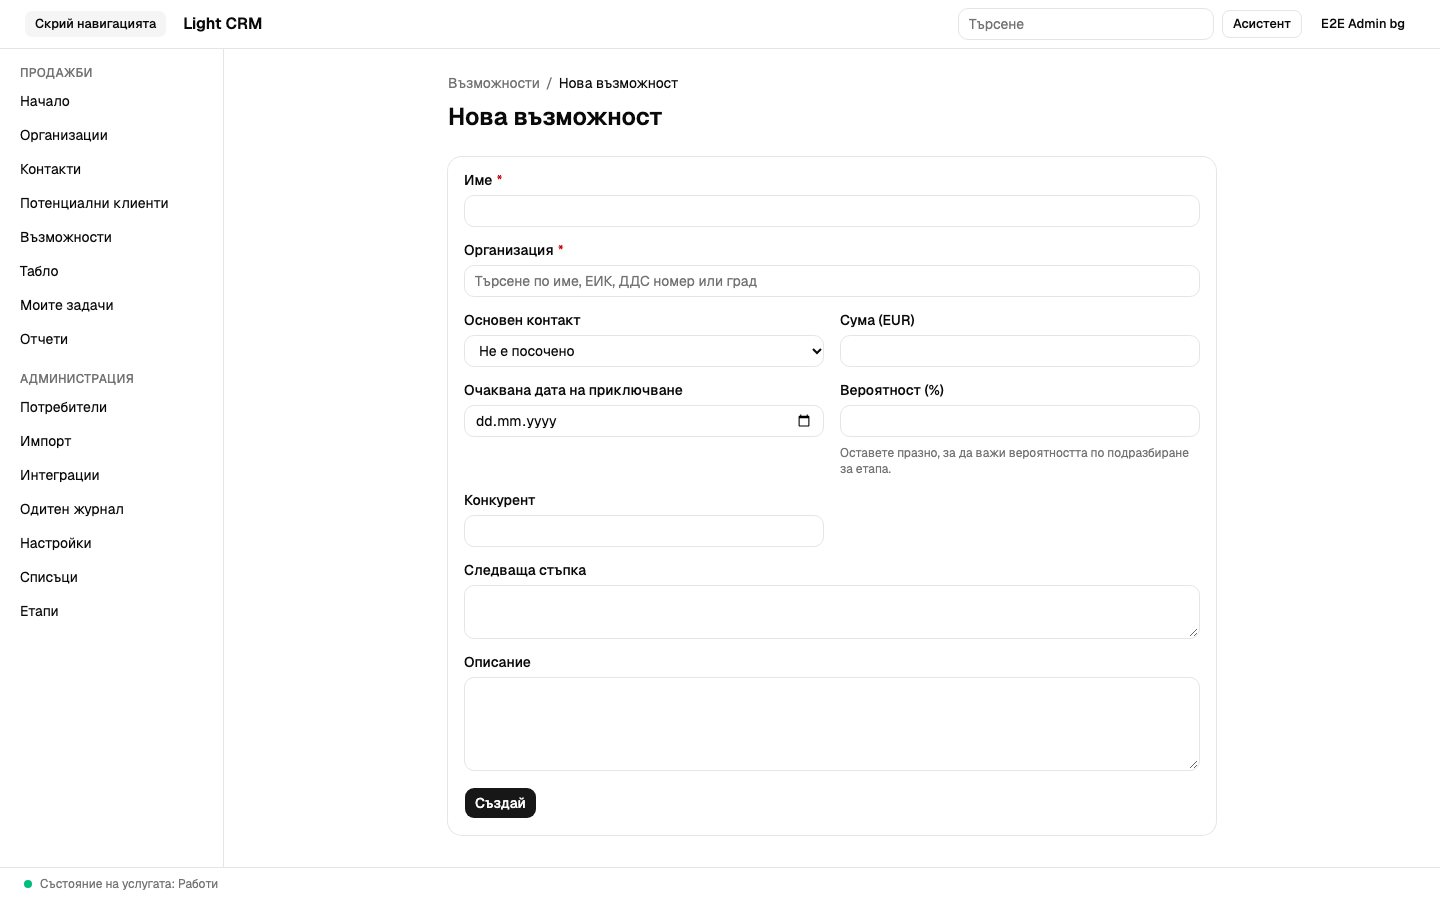 Скрий навигацията
Light CRM
Търсене
Асистент
E2E Admin bg
ПРОДАЖБИ
Начало
Организации
Контакти
Потенциални клиенти
Възможности
Табло
Моите задачи
Отчети
АДМИНИСТРАЦИЯ
Потребители
Импорт
Интеграции
Одитен журнал
Настройки
Списъци
Етапи
Възможности / Нова възможност
Нова възможност
Име *
Организация *
Търсене по име, ЕИК, ДДС номер или град
Основен контакт
Не е посочено
Сума (EUR)
Очаквана дата на приключване
dd.mm.yyyy
Вероятност (%)
Оставете празно, за да важи вероятността по подразбиране
за етапа.
Конкурент
Следваща стъпка
Описание
Създай
Състояние на услугата: Работи